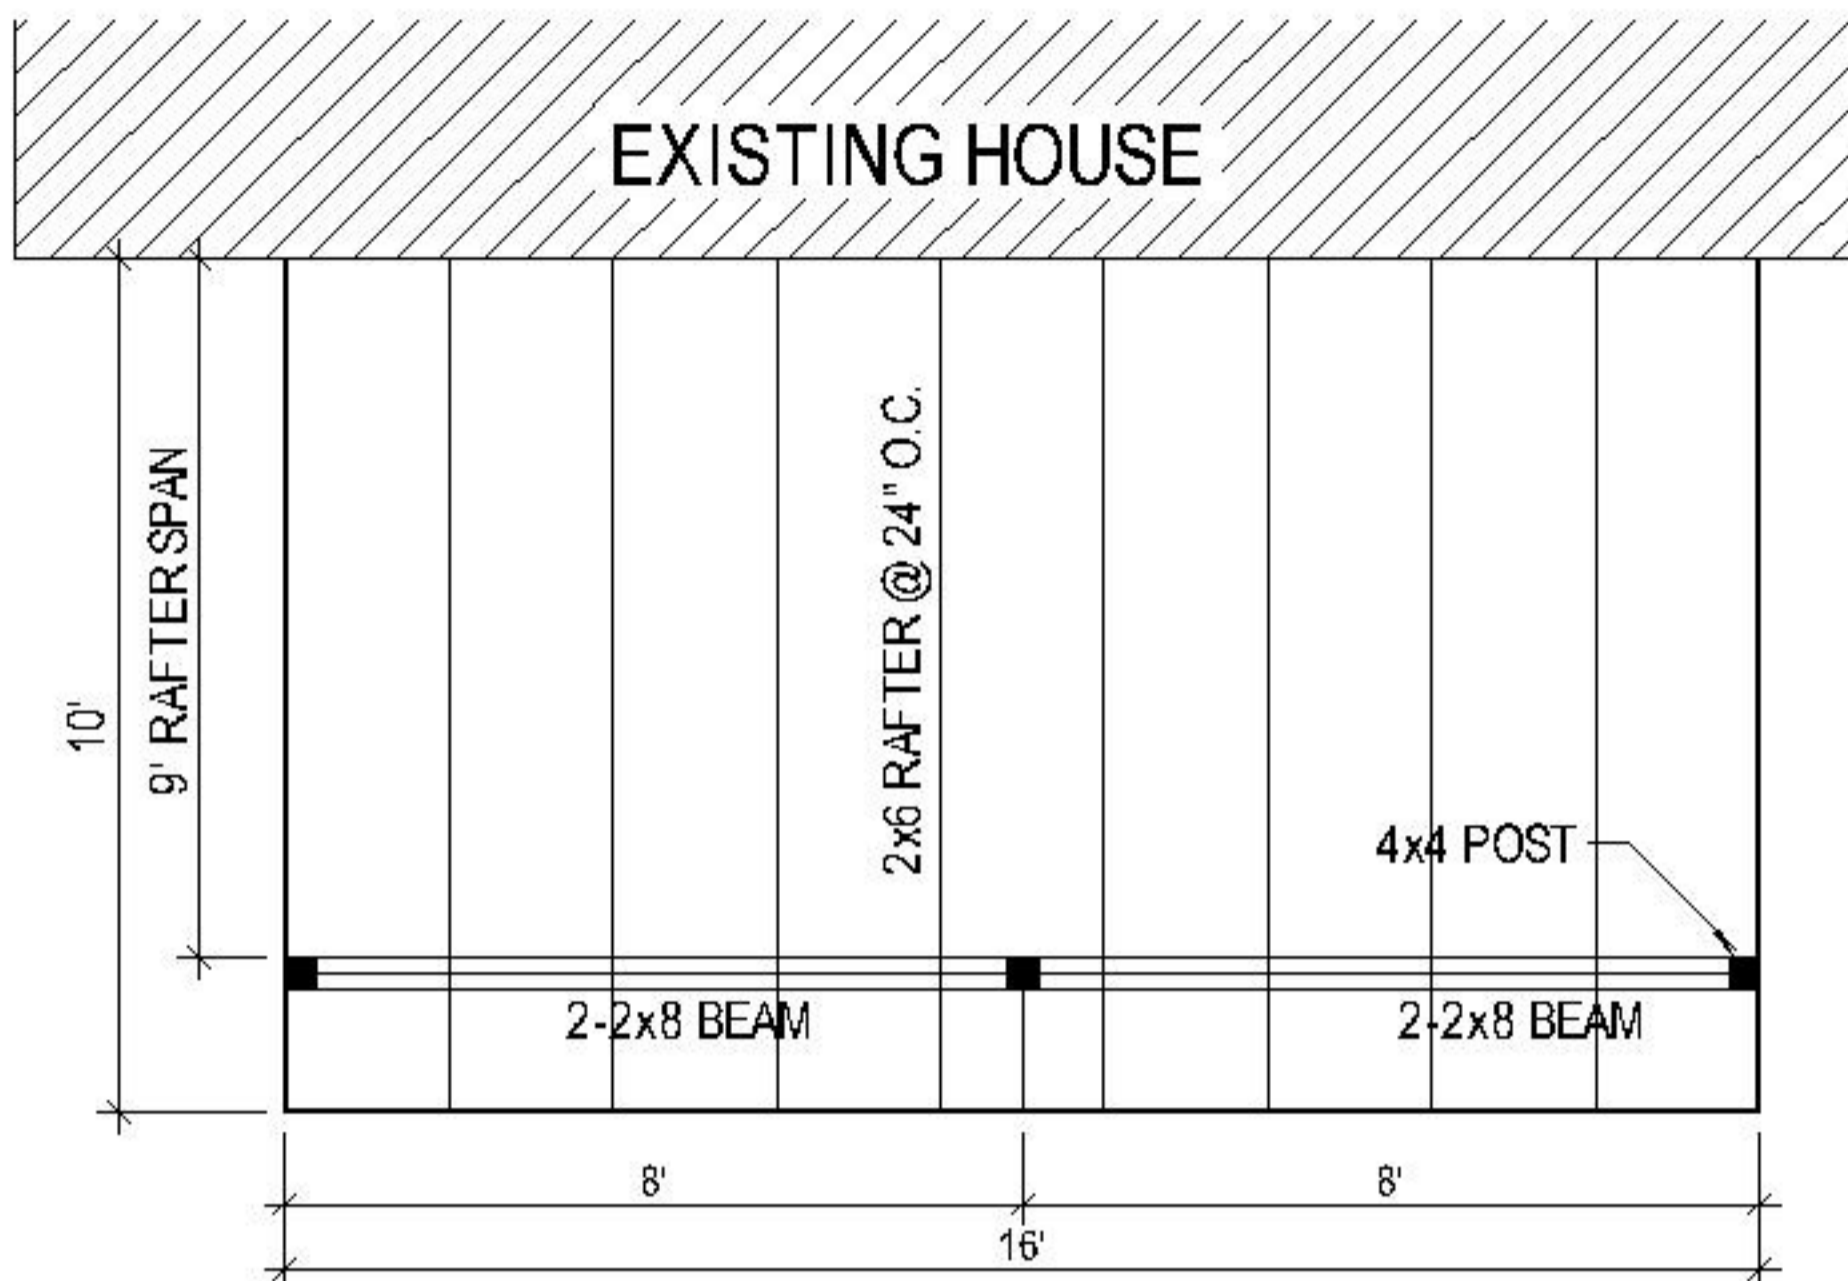 EXISTING HOUSE
10'
9' RAFTER SPAN
2x6 RAFTER @ 24" O.C.
4x4 POST
2-2x8 BEAM
2-2x8 BEAM
8'
8'
16'